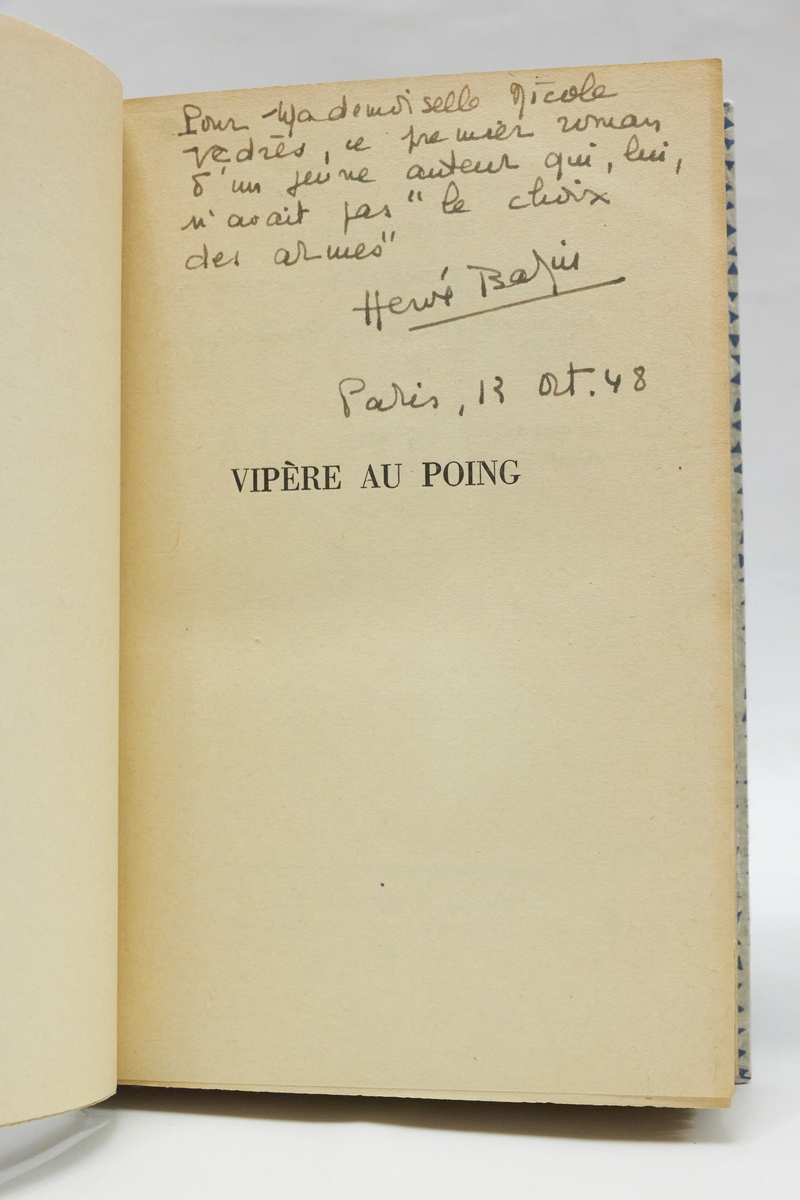 Pour Mademoiselle Nicole
Vedrès, ce premier roman
d'un jeune auteur qui, lui,
n'avait pas "le choix
des armes"
Hervé Bazin
Paris, 13 Oct. 48
VIPÈRE AU POING